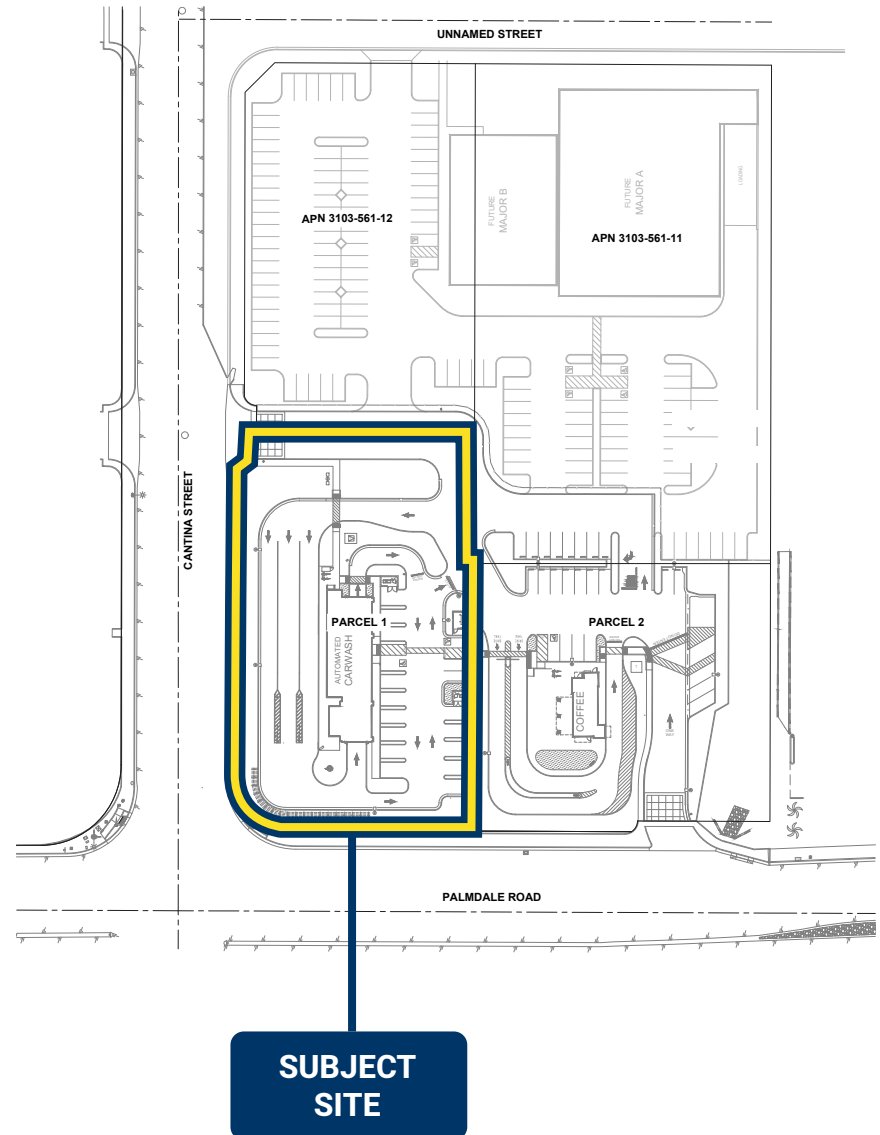 UNNAMED STREET
FUTURE
MAJOR B
FUTURE
MAJOR A
LOADING
APN 3103-561-12
APN 3103-561-11
CANTINA STREET
PARCEL 1
AUTOMATED
CARWASH
PARCEL 2
COFFEE
PALMDALE ROAD
SUBJECT
SITE